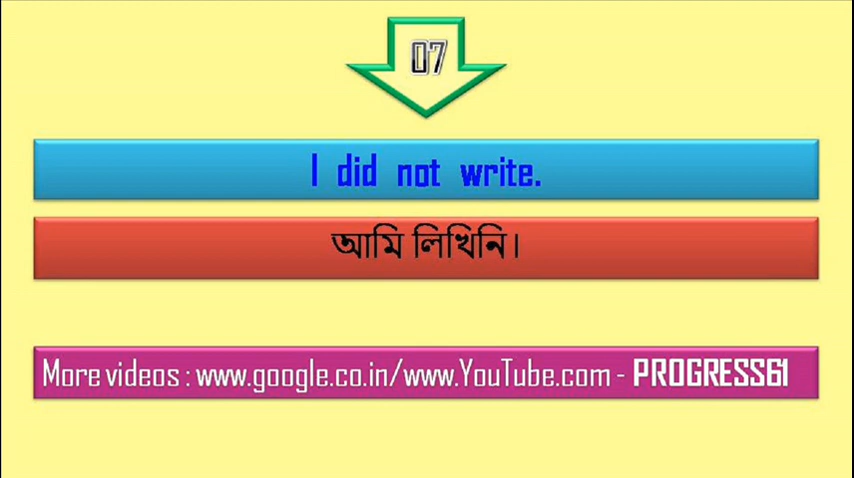 07
I did not write.
আমি লিখিনি।
More videos : www.google.co.in/www.YouTube.com - PROGRESS61